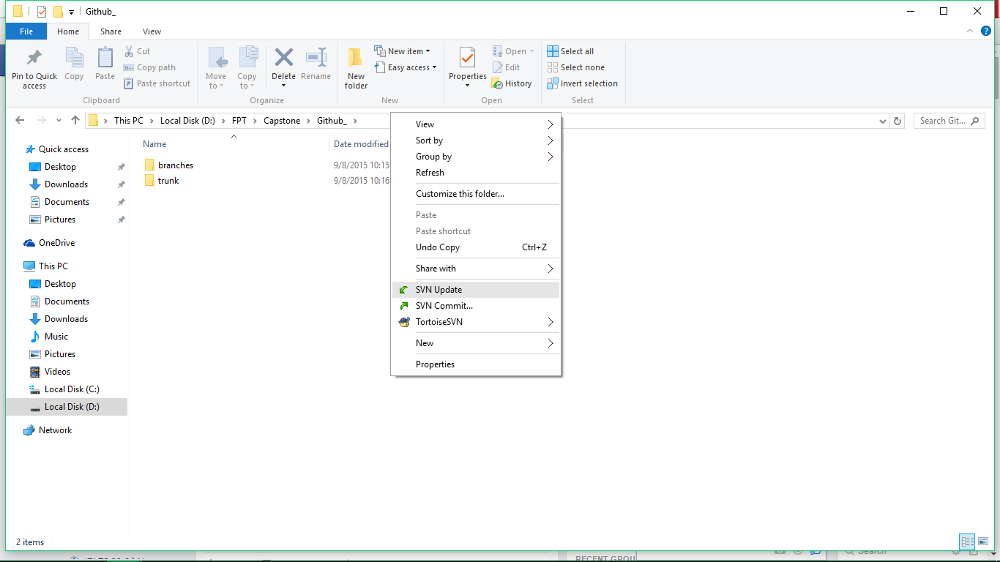 Github_
File Home Share View
Pin to Quick access
Copy
Paste
Cut
Copy path
Paste shortcut
Clipboard
Move to
Copy to
Delete
Rename
Organize
New folder
New item
Easy access
New
Properties
Open
Edit
History
Open
Select all
Select none
Invert selection
Select
This PC Local Disk (D:) FPT Capstone Github_
Search Git...
Quick access
Desktop
Downloads
Documents
Pictures
OneDrive
This PC
Desktop
Documents
Downloads
Music
Pictures
Videos
Local Disk (C:)
Local Disk (D:)
Network
Name Date modified
branches 9/8/2015 10:15
trunk 9/8/2015 10:16
View
Sort by
Group by
Refresh
Customize this folder...
Paste
Paste shortcut
Undo Copy Ctrl+Z
Share with
SVN Update
SVN Commit...
TortoiseSVN
New
Properties
2 items
RECENT GROU
Search